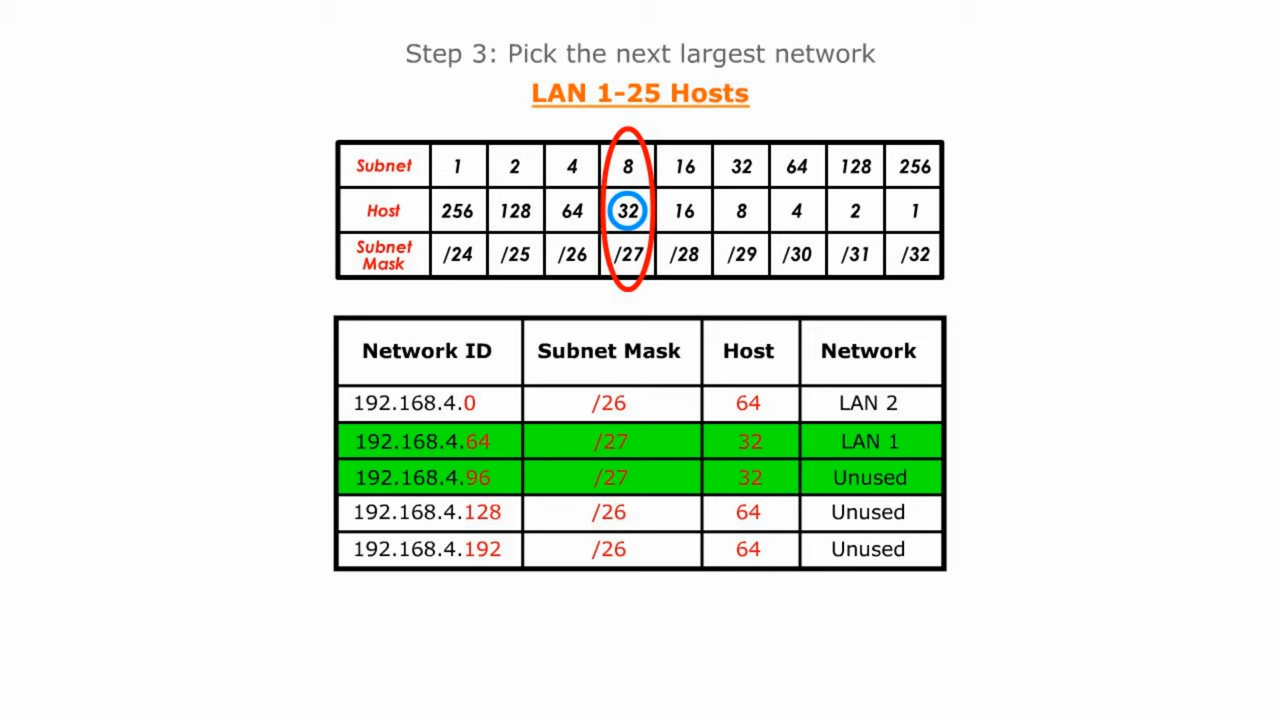 Step 3: Pick the next largest network
LAN 1-25 Hosts
Subnet 1 2 4 8 16 32 64 128 256
Host 256 128 64 32 16 8 4 2 1
Subnet Mask /24 /25 /26 /27 /28 /29 /30 /31 /32
Network ID Subnet Mask Host Network
192.168.4.0 /26 64 LAN 2
192.168.4.64 /27 32 LAN 1
192.168.4.96 /27 32 Unused
192.168.4.128 /26 64 Unused
192.168.4.192 /26 64 Unused